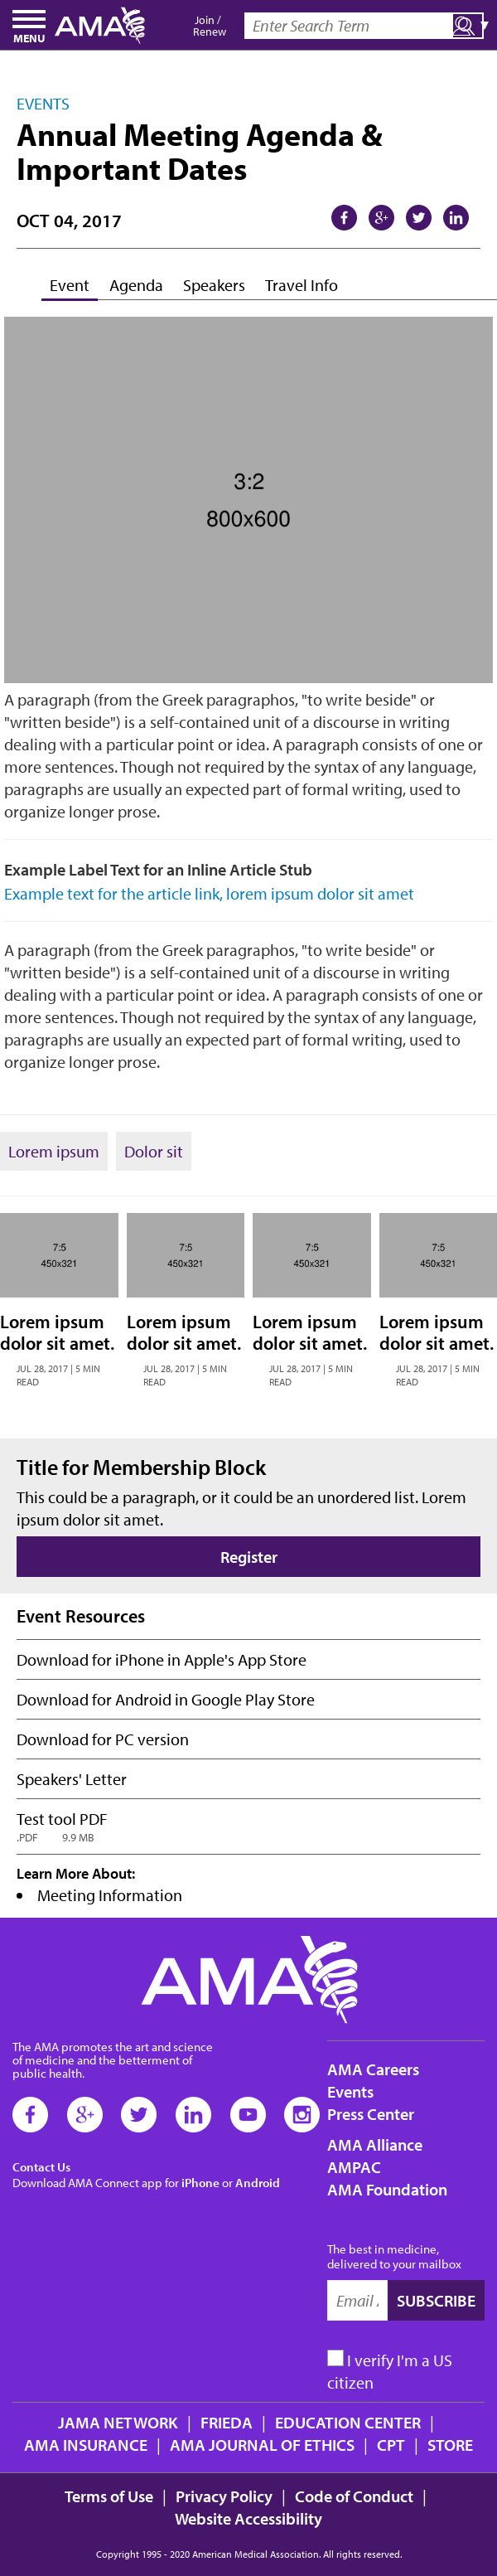 MENU
AMA
Join /
Renew
Enter Search Term
EVENTS
Annual Meeting Agenda &
Important Dates
OCT 04, 2017
Event
Agenda
Speakers
Travel Info
3:2
800x600
A paragraph (from the Greek paragraphos, "to write beside" or
"written beside") is a self-contained unit of a discourse in writing
dealing with a particular point or idea. A paragraph consists of one or
more sentences. Though not required by the syntax of any language,
paragraphs are usually an expected part of formal writing, used to
organize longer prose.
Example Label Text for an Inline Article Stub
Example text for the article link, lorem ipsum dolor sit amet
A paragraph (from the Greek paragraphos, "to write beside" or
"written beside") is a self-contained unit of a discourse in writing
dealing with a particular point or idea. A paragraph consists of one or
more sentences. Though not required by the syntax of any language,
paragraphs are usually an expected part of formal writing, used to
organize longer prose.
Lorem ipsum
Dolor sit
7:5
450x321
Lorem ipsum
dolor sit amet.
JUL 28, 2017 | 5 MIN
READ
7:5
450x321
Lorem ipsum
dolor sit amet.
JUL 28, 2017 | 5 MIN
READ
7:5
450x321
Lorem ipsum
dolor sit amet.
JUL 28, 2017 | 5 MIN
READ
7:5
450x321
Lorem ipsum
dolor sit amet.
JUL 28, 2017 | 5 MIN
READ
Title for Membership Block
This could be a paragraph, or it could be an unordered list. Lorem
ipsum dolor sit amet.
Register
Event Resources
Download for iPhone in Apple's App Store
Download for Android in Google Play Store
Download for PC version
Speakers' Letter
Test tool PDF
.PDF 9.9 MB
Learn More About:
Meeting Information
AMA
The AMA promotes the art and science
of medicine and the betterment of
public health.
Contact Us
Download AMA Connect app for iPhone or Android
AMA Careers
Events
Press Center
AMA Alliance
AMPAC
AMA Foundation
The best in medicine,
delivered to your mailbox
Email
SUBSCRIBE
I verify I'm a US
citizen
JAMA NETWORK | FRIEDA | EDUCATION CENTER |
AMA INSURANCE | AMA JOURNAL OF ETHICS | CPT | STORE
Terms of Use | Privacy Policy | Code of Conduct |
Website Accessibility
Copyright 1995 - 2020 American Medical Association. All rights reserved.